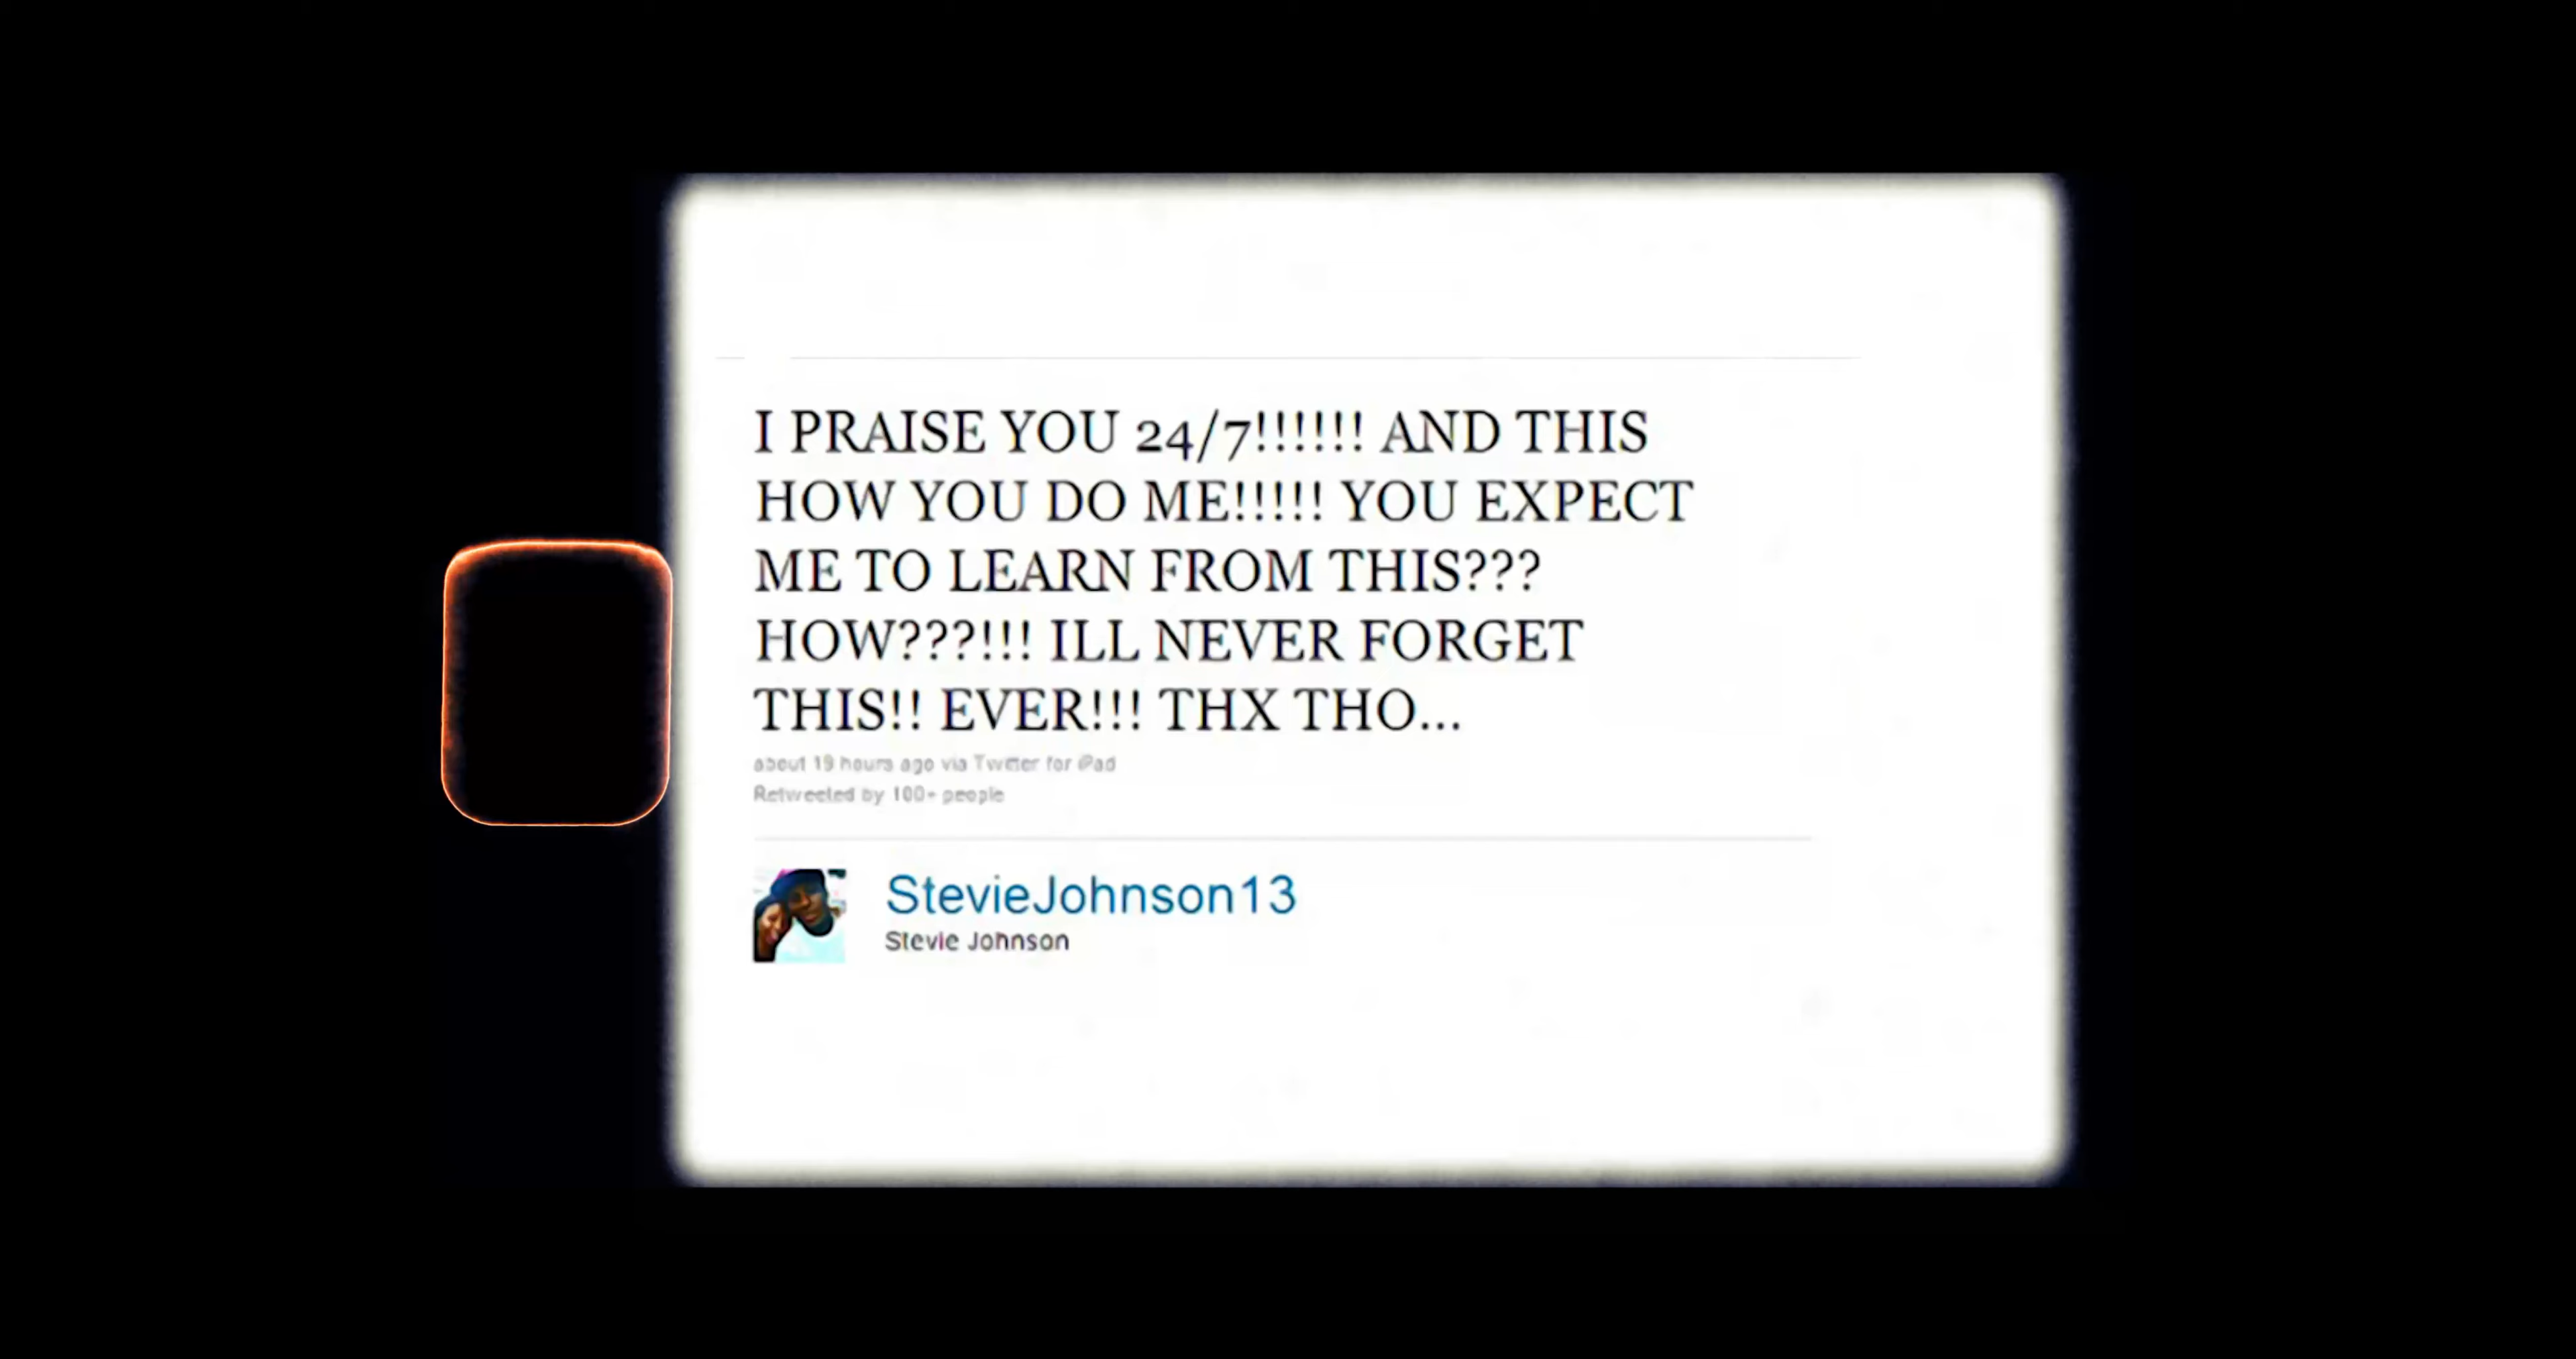 I PRAISE YOU 24/7!!!!!! AND THIS
HOW YOU DO ME!!!!! YOU EXPECT
ME TO LEARN FROM THIS???
HOW???!!! ILL NEVER FORGET
THIS!! EVER!!! THX THO...
about 19 hours ago via Twitter for iPad
Retweeted by 100+ people
StevieJohnson13
Stevie Johnson